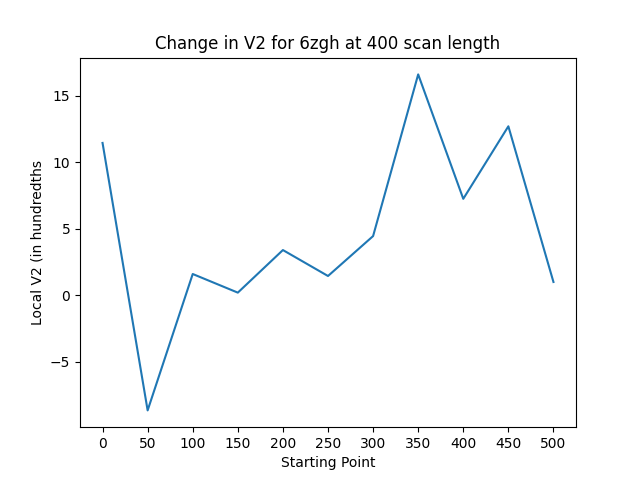 Change in V2 for 6zgh at 400 scan length
Local V2 (in hundredths)
15
10
5
0
−5
0 50 100 150 200 250 300 350 400 450 500
Starting Point